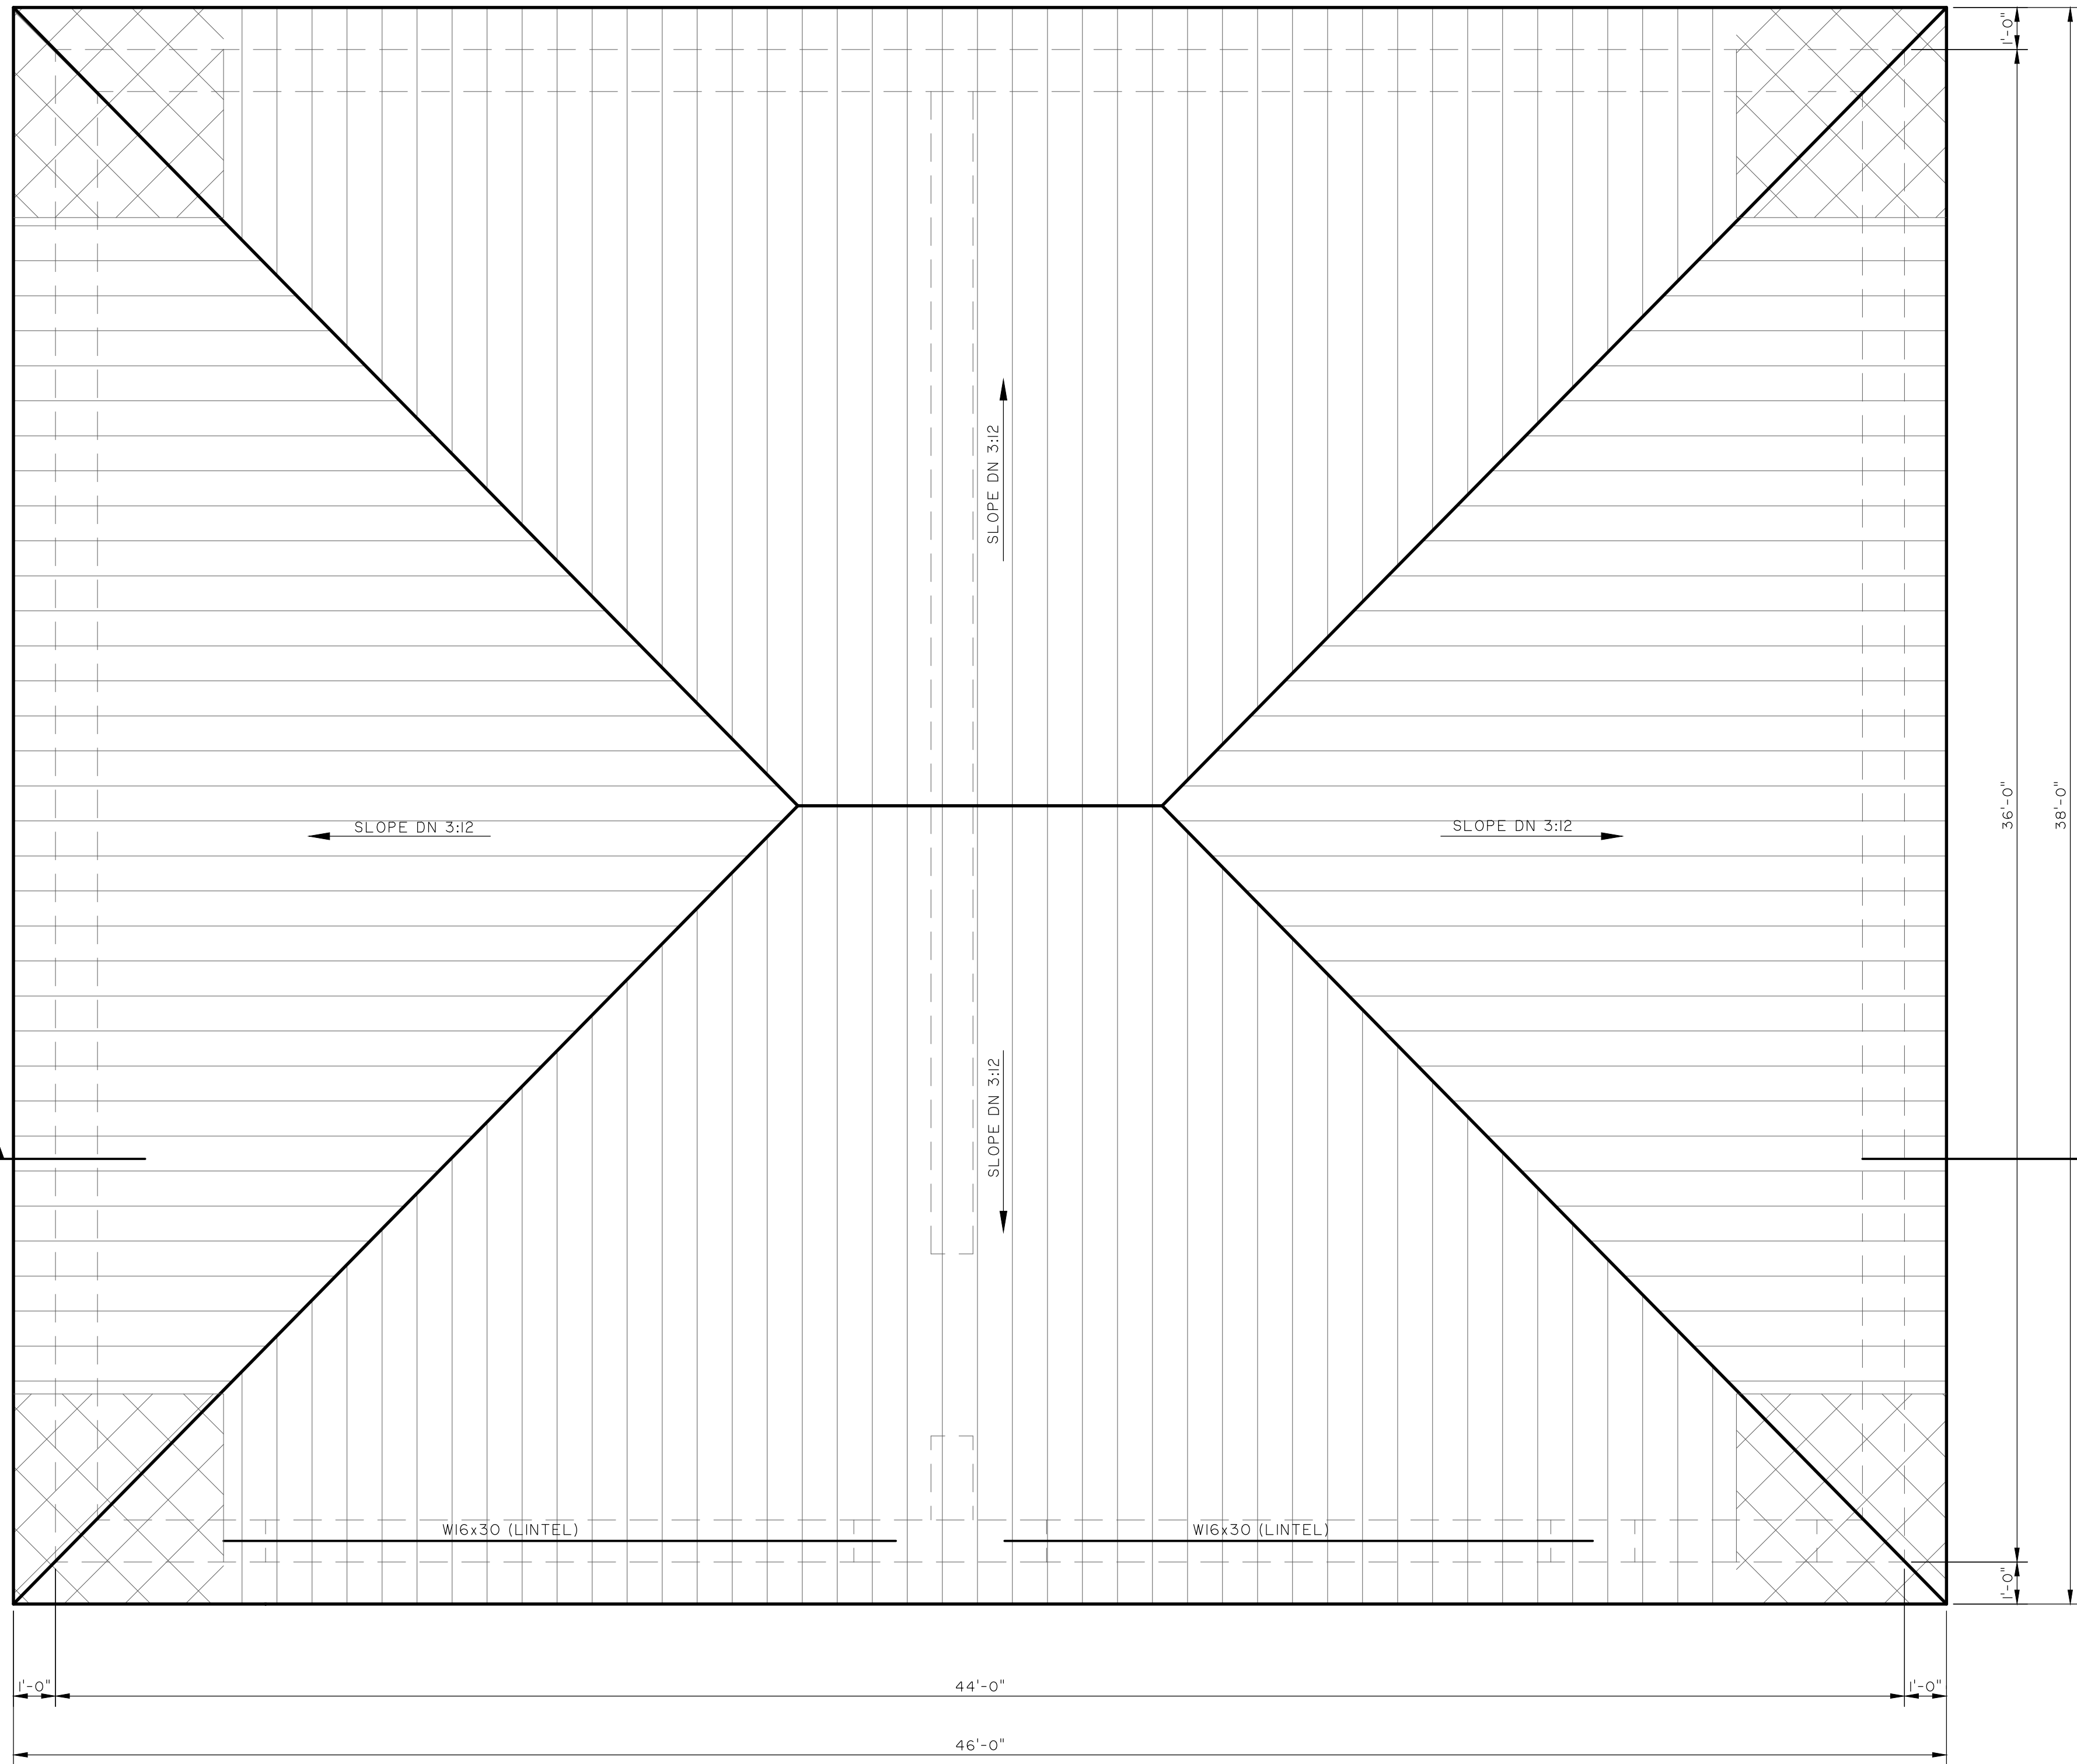 1'-0"
SLOPE DN 3:12
36'-0"
38'-0"
SLOPE DN 3:12
SLOPE DN 3:12
SLOPE DN 3:12
W16x30 (LINTEL)
W16x30 (LINTEL)
1'-0"
1'-0"
44'-0"
1'-0"
46'-0"